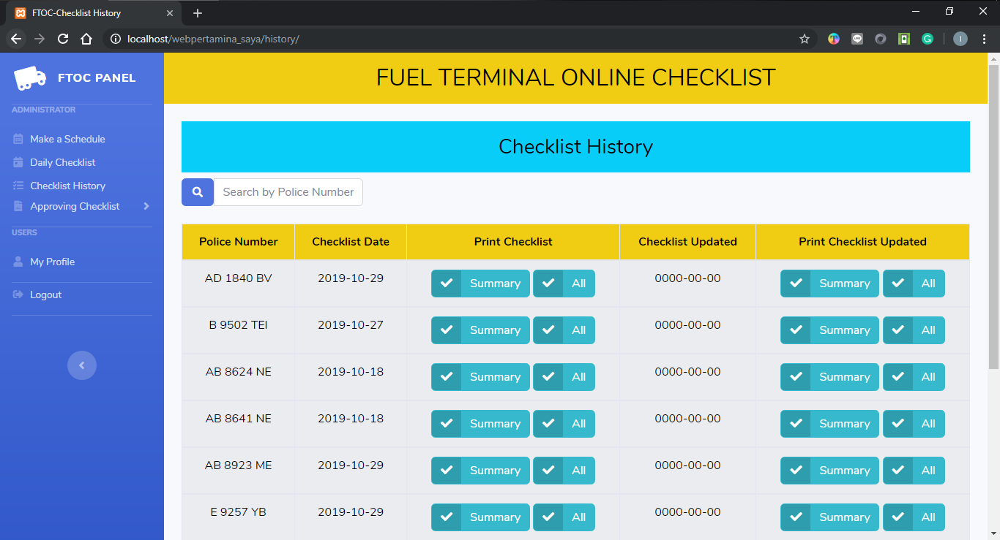 FTOC-Checklist History
localhost/webpertamina_saya/history/
FTOC PANEL
ADMINISTRATOR
Make a Schedule
Daily Checklist
Checklist History
Approving Checklist
USERS
My Profile
Logout
FUEL TERMINAL ONLINE CHECKLIST
Checklist History
Search by Police Number
Police Number Checklist Date Print Checklist Checklist Updated Print Checklist Updated
AD 1840 BV 2019-10-29 Summary All 0000-00-00 Summary All
B 9502 TEI 2019-10-27 Summary All 0000-00-00 Summary All
AB 8624 NE 2019-10-18 Summary All 0000-00-00 Summary All
AB 8641 NE 2019-10-18 Summary All 0000-00-00 Summary All
AB 8923 ME 2019-10-29 Summary All 0000-00-00 Summary All
E 9257 YB 2019-10-29 Summary All 0000-00-00 Summary All